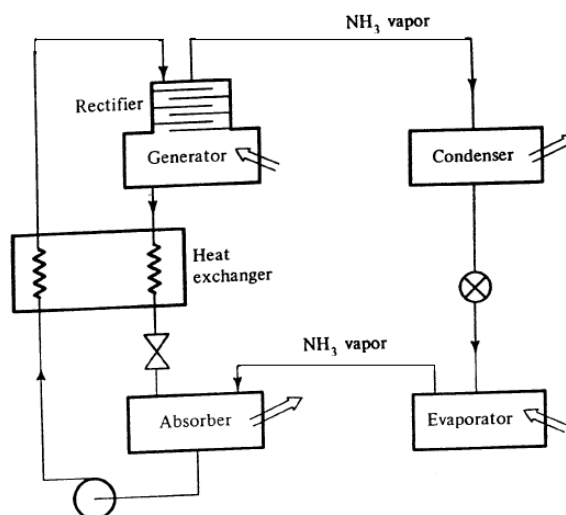 NH₃ vapor
Rectifier
Generator
Condenser
Heat
exchanger
NH₃ vapor
Absorber
Evaporator